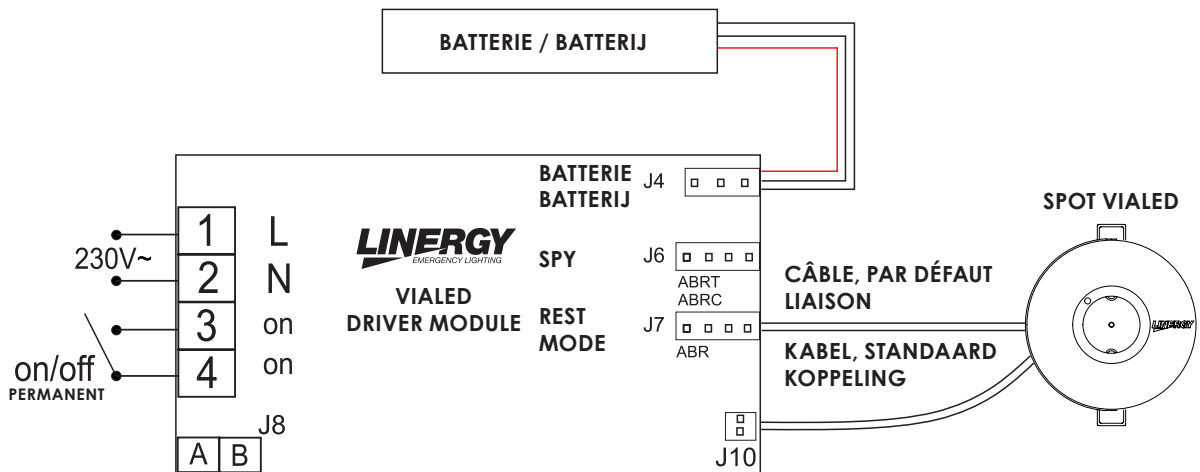 BATTERIE / BATTERIJ
BATTERIE
BATTERIJ
J4
SPOT VIALED
1
L
230V~
2
N
LINERGY
EMERGENCY LIGHTING
SPY
J6
ABRT
ABRC
CÂBLE, PAR DÉFAUT
LIAISON
VIALED
DRIVER MODULE
REST
MODE
J7
ABR
LINERGY
3
on
4
on
on/off
PERMANENT
KABEL, STANDAARD
KOPPELING
J8
A
B
J10